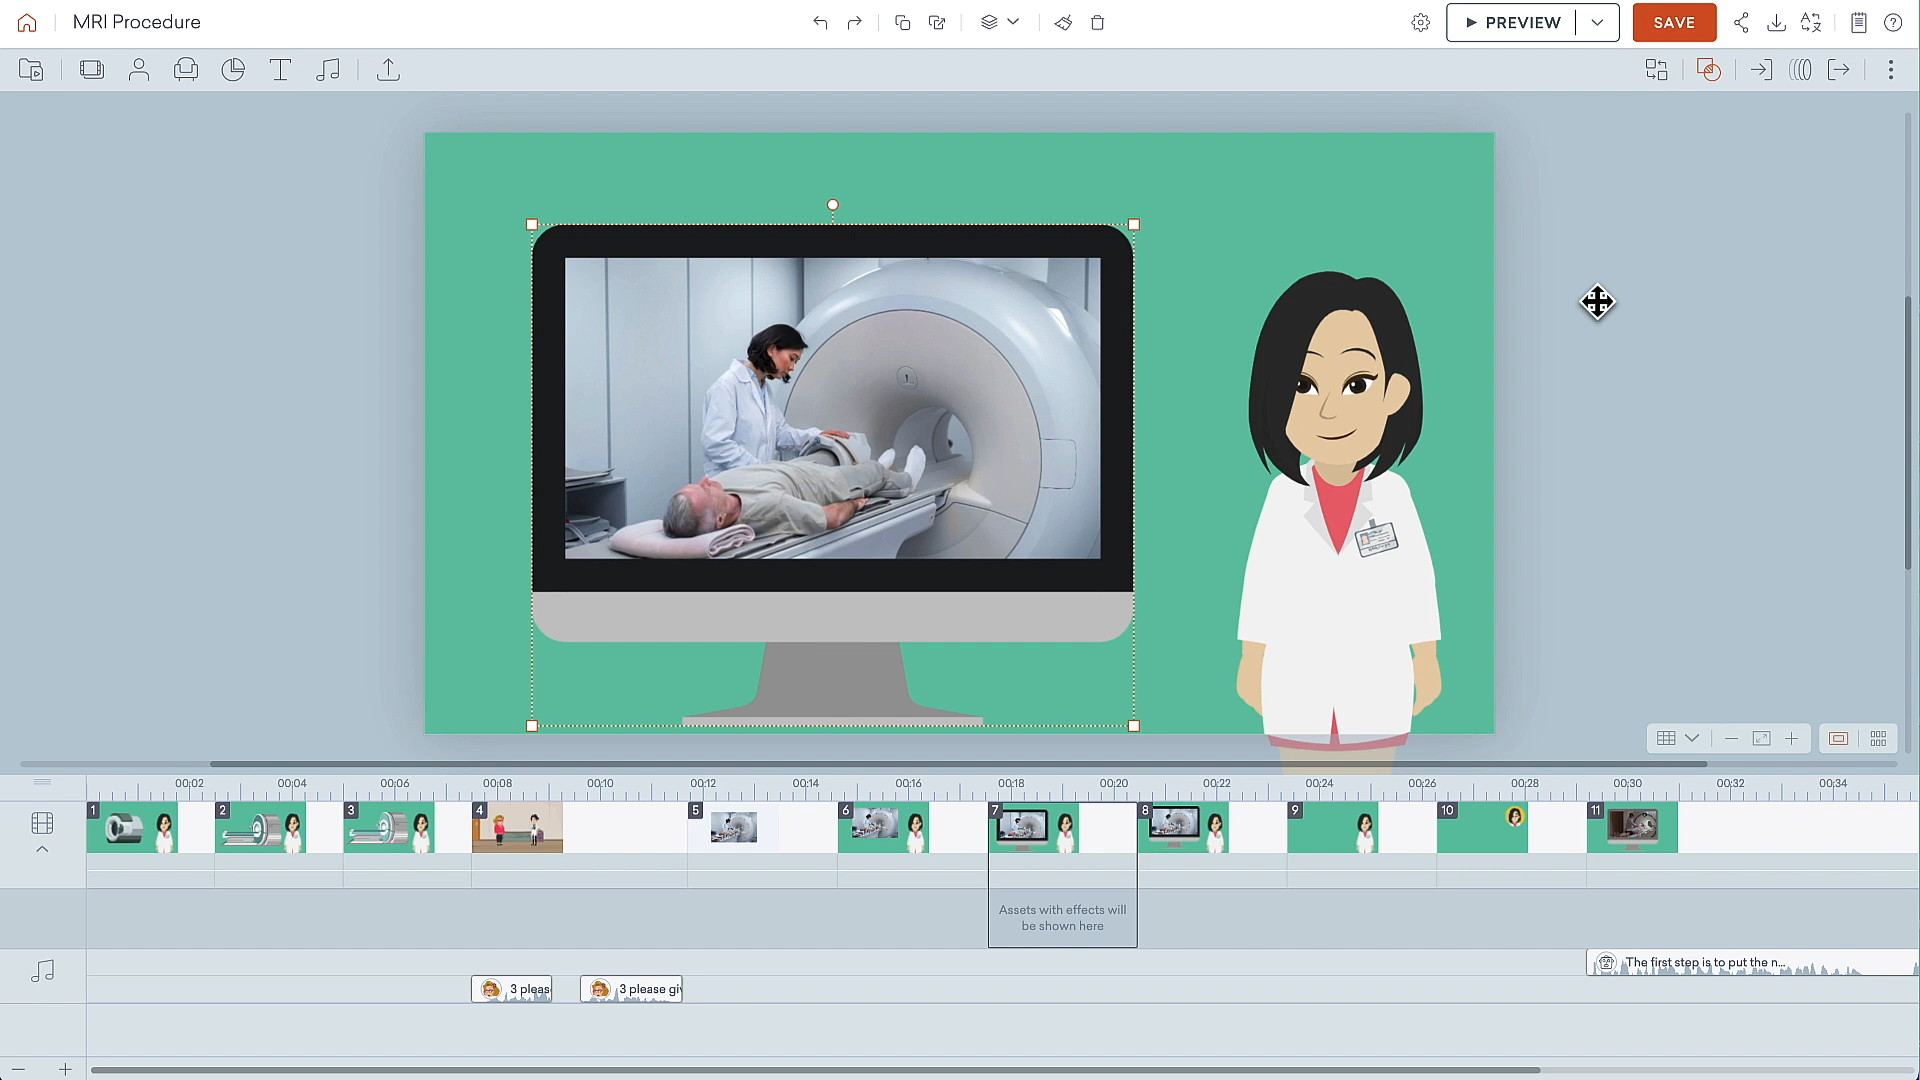 MRI Procedure
PREVIEW
SAVE
00:02 00:04 00:06 00:08 00:10 00:12 00:14 00:16 00:18 00:20 00:22 00:24 00:26 00:28 00:30 00:32 00:34
1 2 3 4 5 6 7 8 9 10 11
Assets with effects will
be shown here
The first step is to put the n...
3 pleas
3 please giv